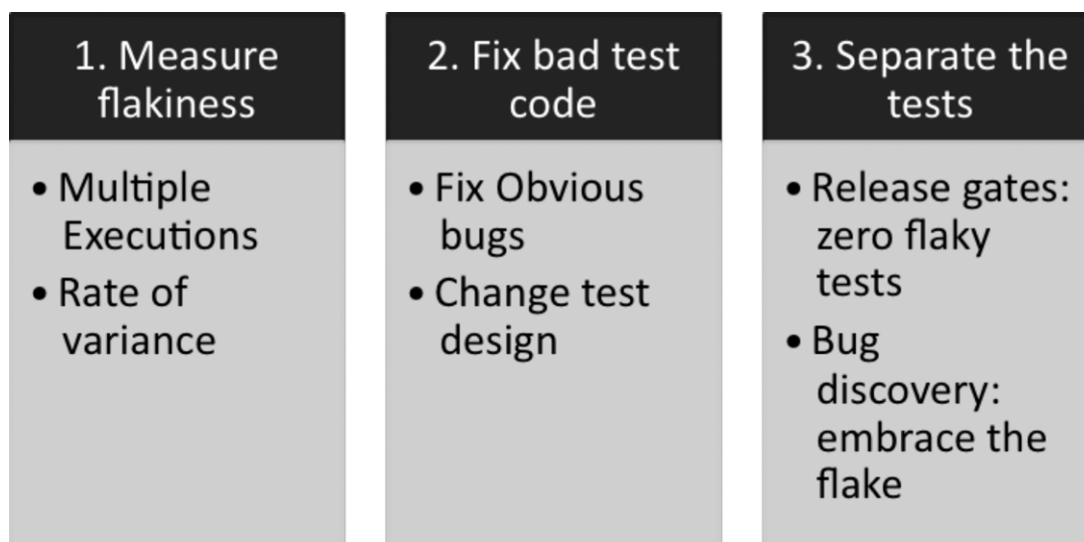 1. Measure
flakiness
• Multiple
Executions
• Rate of
variance
2. Fix bad test
code
• Fix Obvious
bugs
• Change test
design
3. Separate the
tests
• Release gates:
zero flaky
tests
• Bug
discovery:
embrace the
flake